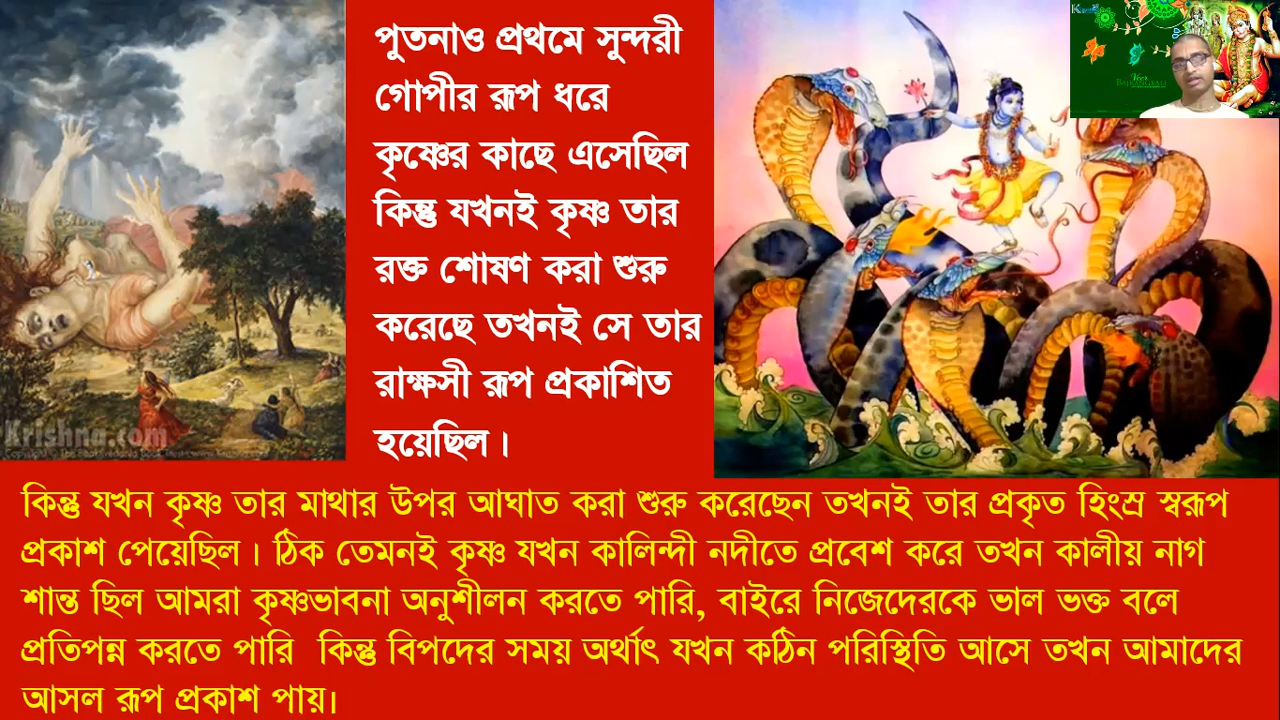 পুতনাও প্রথমে সুন্দরী
গোপীর রূপ ধরে
কৃষ্ণের কাছে এসেছিল
কিন্তু যখনই কৃষ্ণ তার
রক্ত শোষণ করা শুরু
করেছে তখনই সে তার
রাক্ষসী রূপ প্রকাশিত
হয়েছিল।
কিন্তু যখন কৃষ্ণ তার মাথার উপর আঘাত করা শুরু করেছেন তখনই তার প্রকৃত হিংস্র স্বরূপ
প্রকাশ পেয়েছিল। ঠিক তেমনই কৃষ্ণ যখন কালিন্দী নদীতে প্রবেশ করে তখন কালীয় নাগ
শান্ত ছিল আমরা কৃষ্ণভাবনা অনুশীলন করতে পারি, বাইরে নিজেদেরকে ভাল ভক্ত বলে
প্রতিপন্ন করতে পারি কিন্তু বিপদের সময় অর্থাৎ যখন কঠিন পরিস্থিতি আসে তখন আমাদের
আসল রূপ প্রকাশ পায়।
Krishna.com
Veer